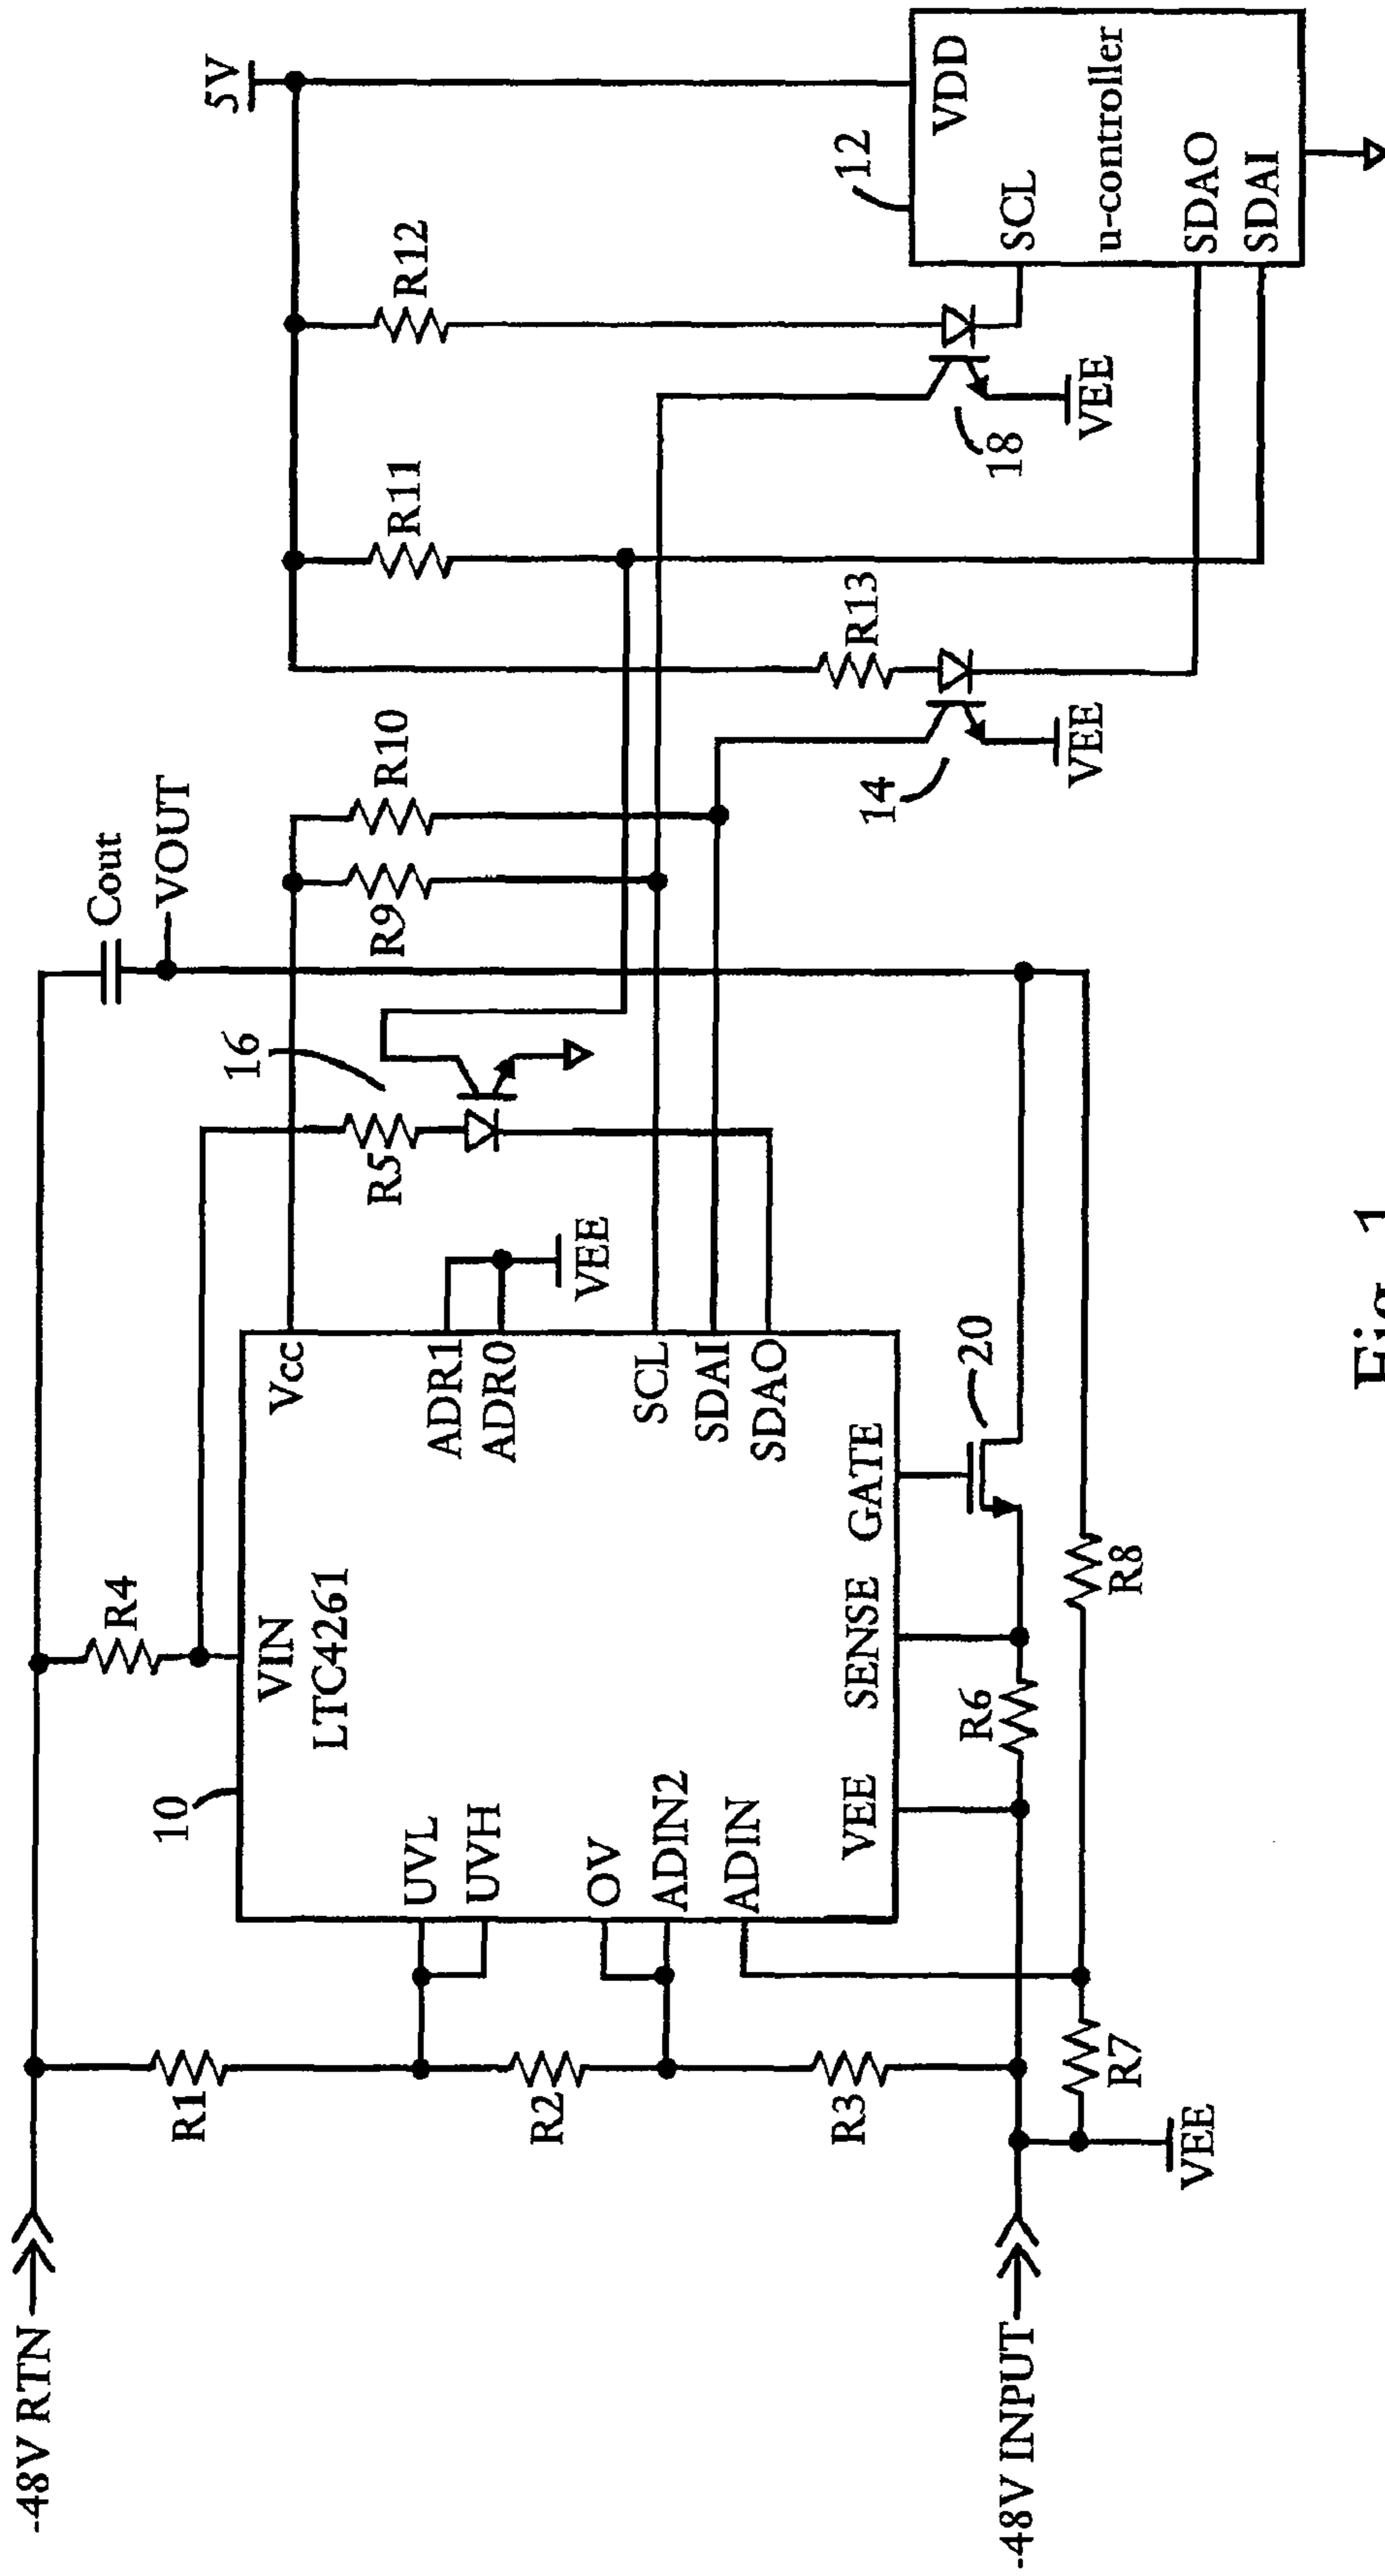 -48V RTN
Cout
VOUT
5V
R4
10
VIN
LTC4261
Vcc
ADR1
ADR0
VEE
SCL
SDAI
SDAO
GATE
SENSE
VEE
UVL
UVH
OV
ADIN2
ADIN
R1
R2
R3
R5
16
R9
R10
R11
R12
R13
14
VEE
18
VEE
12
VDD
SCL
u-controller
SDAO
SDAI
20
R6
R8
R7
VEE
-48V INPUT
Fig. 1